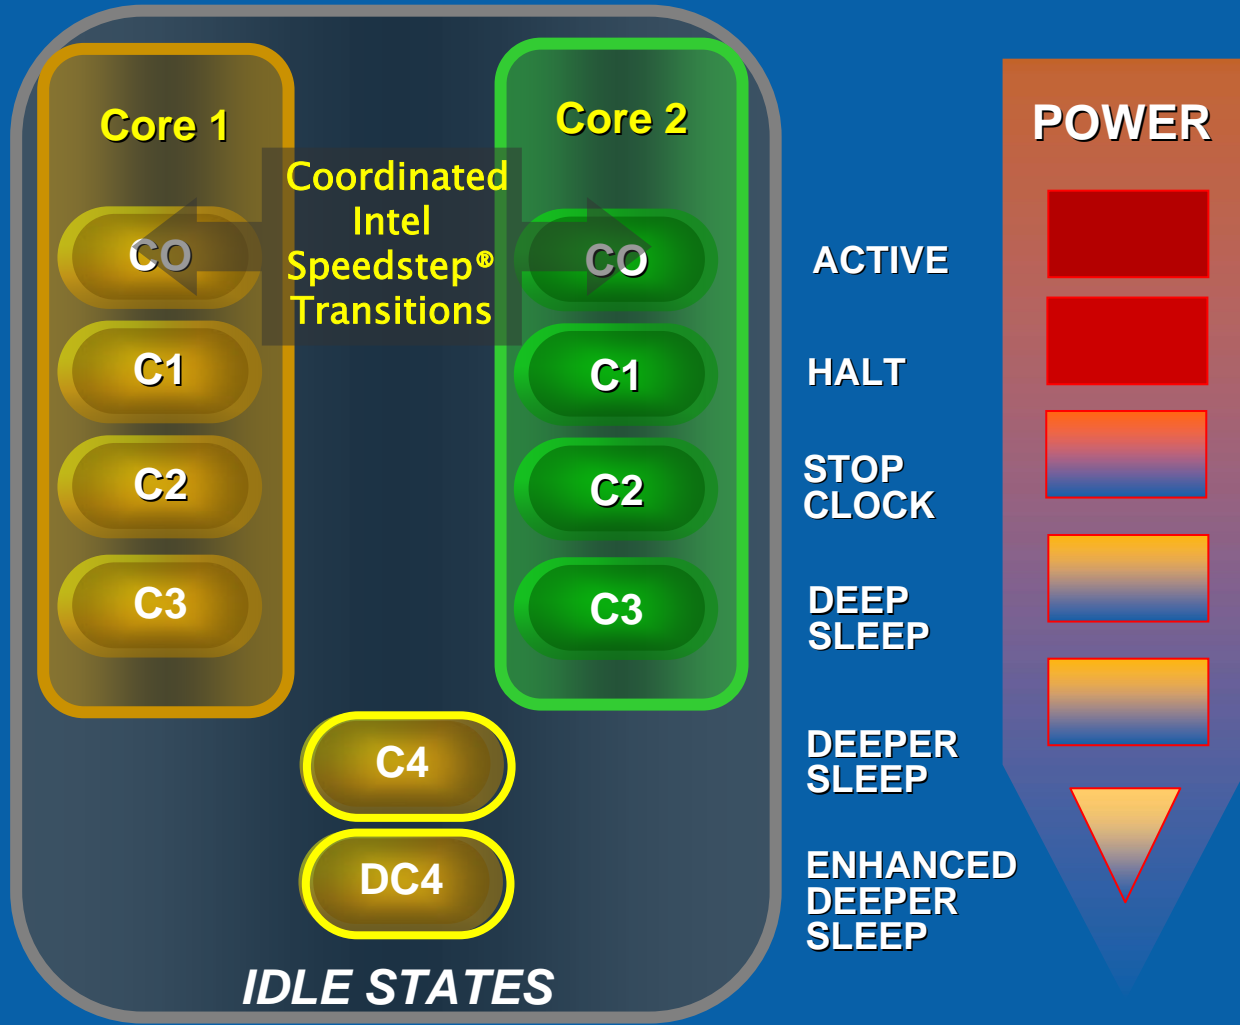 Core 1
Core 2
POWER
Coordinated
Intel
Speedstep®
Transitions
CO
CO
ACTIVE
C1
C1
HALT
C2
C2
STOP
CLOCK
C3
C3
DEEP
SLEEP
C4
DEEPER
SLEEP
DC4
ENHANCED
DEEPER
SLEEP
IDLE STATES